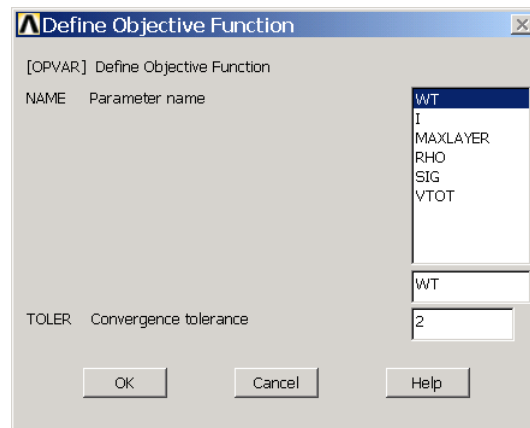 Define Objective Function
[OPVAR] Define Objective Function
NAME Parameter name
WT
I
MAXLAYER
RHO
SIG
VTOT
WT
TOLER Convergence tolerance
2
OK Cancel Help